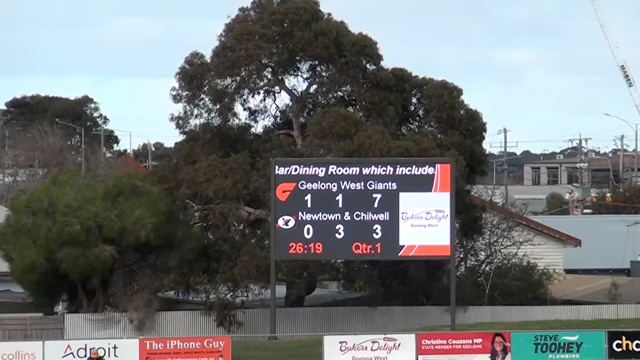 Bar/Dining Room which include
Geelong West Giants
1 1 7
Newtown & Chilwell
0 3 3
26:19 Qtr.1
Bakers Delight
Geelong West
collins
Adroit
The iPhone Guy
Bakers Delight
Geelong West
Christine Couzens MP
STATE MEMBER FOR GEELONG
STEVE
TOOHEY
cho